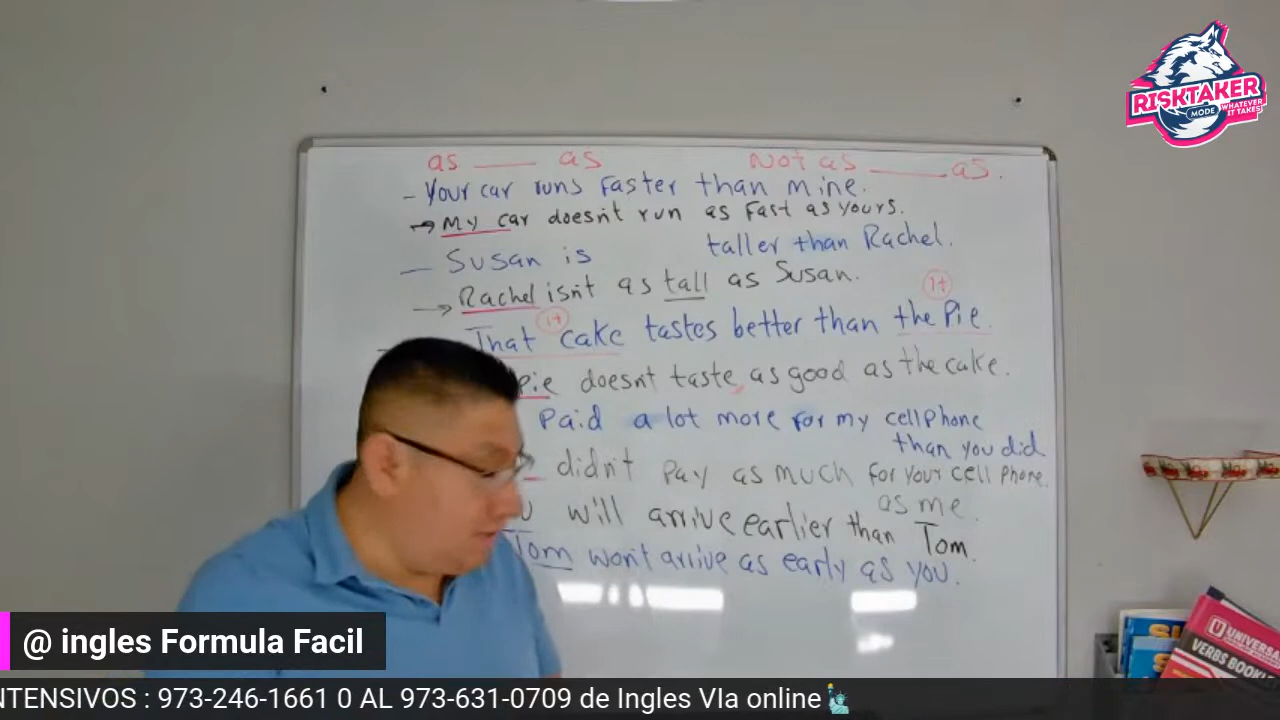 as ____ as
Not as ____ as.
- Your car runs faster than mine.
→ My car doesn't run as fast as yours.
- Susan is taller than Rachel.
→ Rachel isn't as tall as Susan.
It
It
That cake tastes better than the Pie.
Pie doesn't taste as good as the cake.
Paid a lot more for my cellphone
than you did
didn't pay as much for your cell phone.
as me.
will arrive earlier than Tom.
Tom won't arrive as early as you.
RISKTAKER
MODE
WHATEVER
IT TAKES!
UNIVERSA
VERBS BOOKL
@ ingles Formula Facil
NTENSIVOS : 973-246-1661 0 AL 973-631-0709 de Ingles VIa online